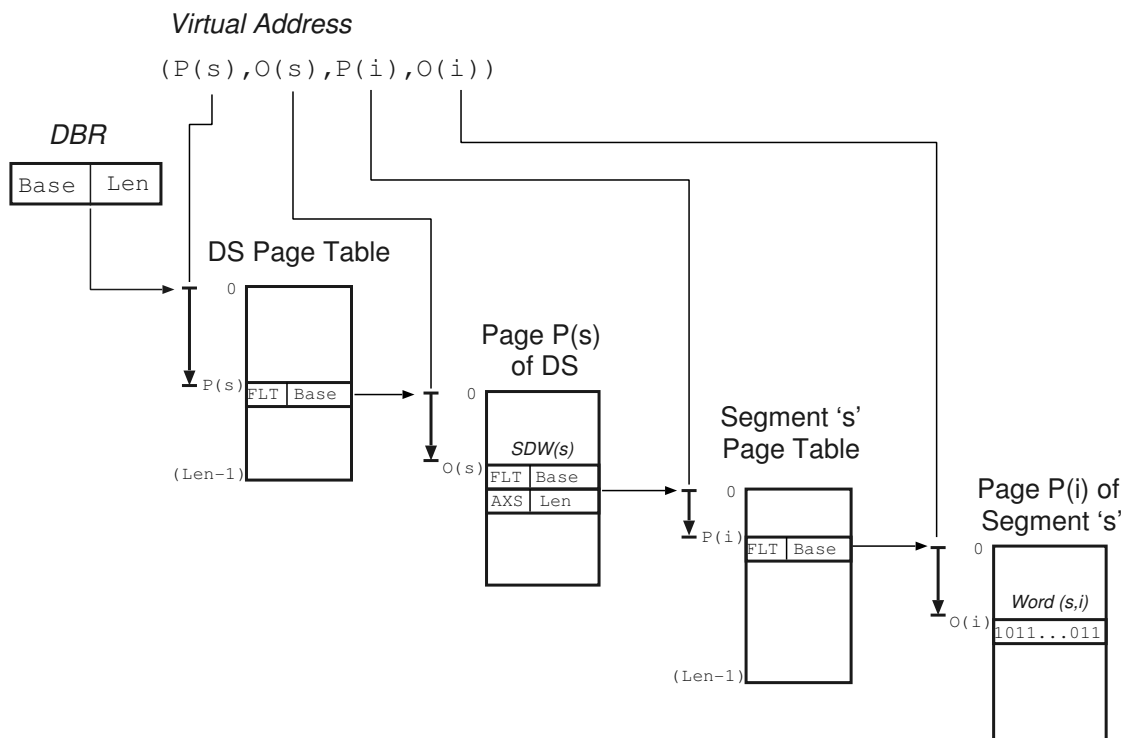 Virtual Address
(P(s),O(s),P(i),O(i))
DBR
Base Len
DS Page Table
0
P(s)
FLT Base
(Len-1)
Page P(s)
of DS
0
SDW(s)
O(s)
FLT Base
AXS Len
Segment ‘s’
Page Table
0
P(i)
FLT Base
(Len-1)
Page P(i) of
Segment ‘s’
0
Word (s,i)
O(i)
1011...011